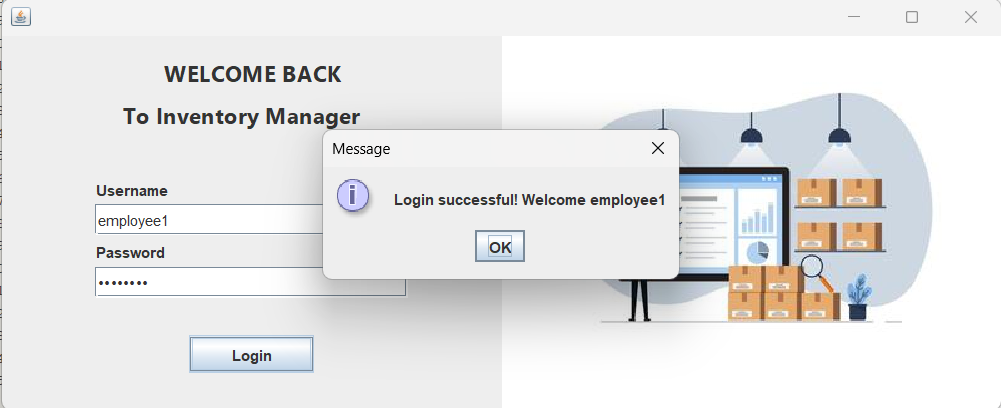 WELCOME BACK
To Inventory Manager
Username
employee1
Password
••••••••
Login
Message
Login successful! Welcome employee1
OK